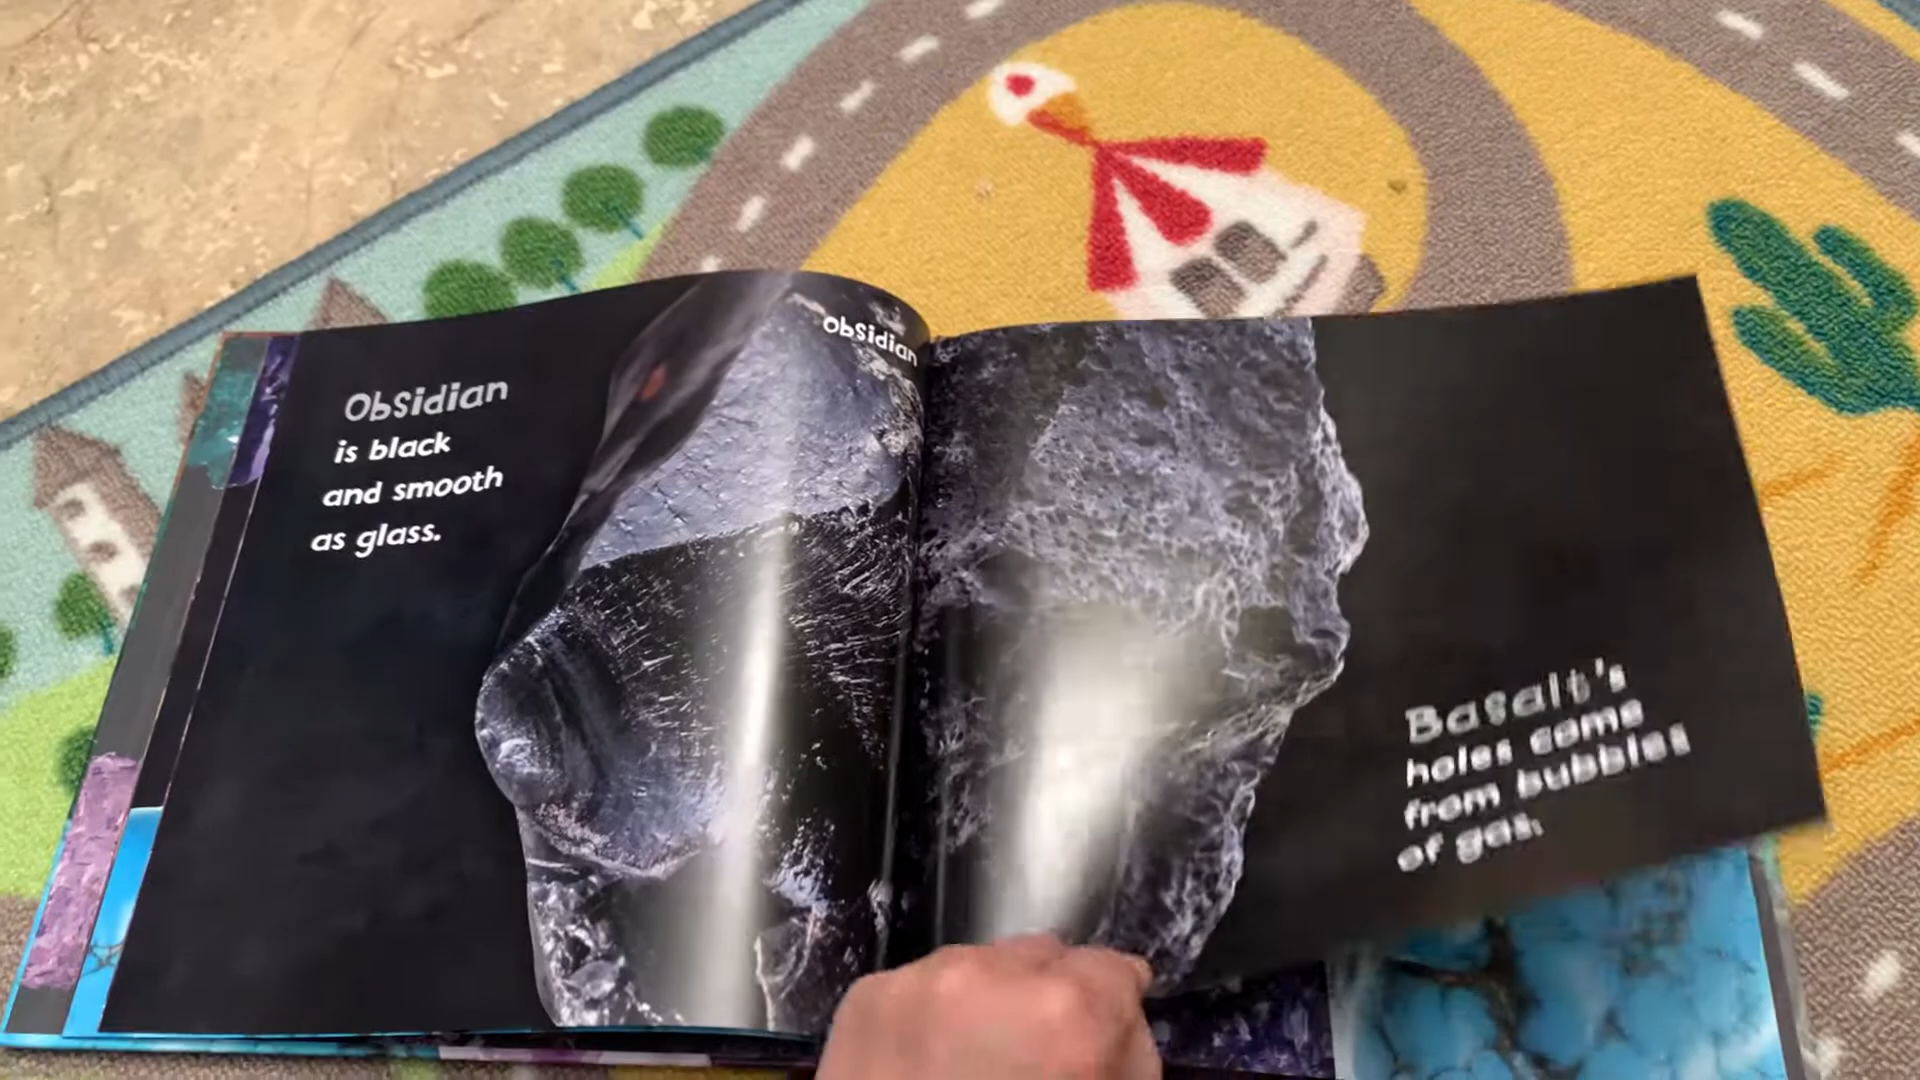 Obsidian
is black
and smooth
as glass.
obsidian
Basalt's
holes come
from bubbles
of gas.